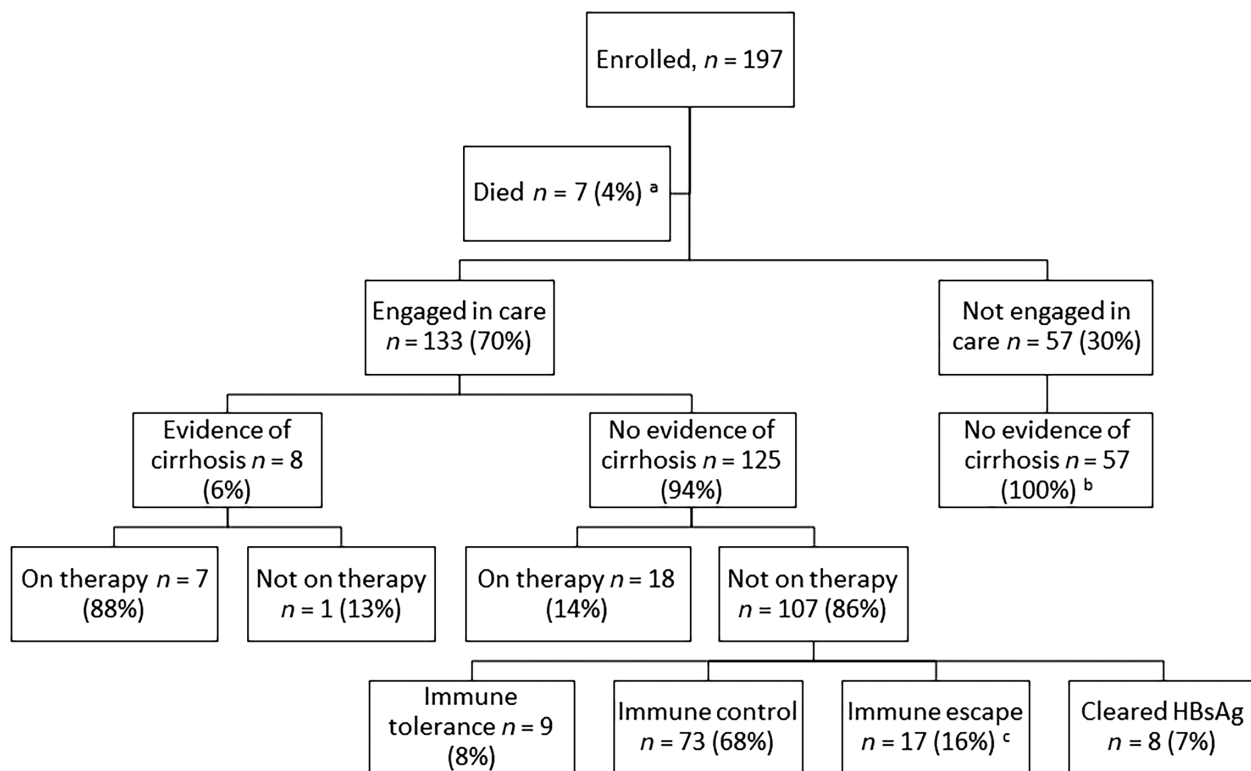 Enrolled, n = 197
Died n = 7 (4%) a
Engaged in care
n = 133 (70%)
Not engaged in
care n = 57 (30%)
Evidence of
cirrhosis n = 8
(6%)
No evidence of
cirrhosis n = 125
(94%)
No evidence of
cirrhosis n = 57
(100%) b
On therapy n = 7
(88%)
Not on therapy
n = 1 (13%)
On therapy n = 18
(14%)
Not on therapy
n = 107 (86%)
Immune
tolerance n = 9
(8%)
Immune control
n = 73 (68%)
Immune escape
n = 17 (16%) c
Cleared HBsAg
n = 8 (7%)